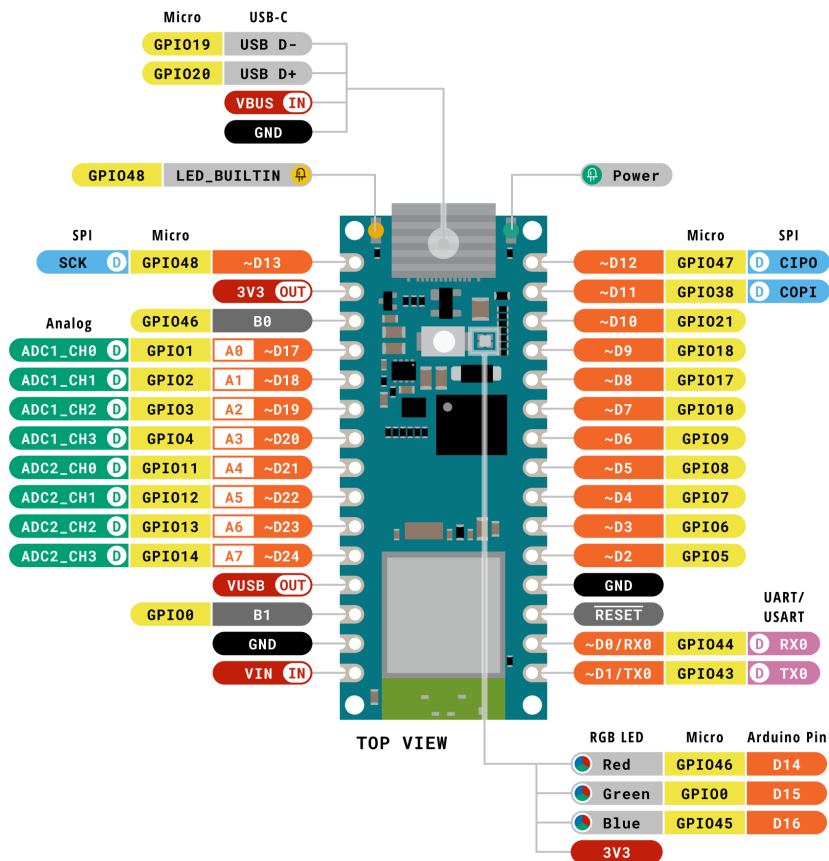 Micro USB-C
GPIO19 USB D-
GPIO20 USB D+
VBUS IN
GND
GPIO48 LED_BUILTIN
Power
SPI Micro
SCK D GPIO48 ~D13
3V3 OUT
GPIO46 B0
Analog
ADC1_CH0 D GPIO1 A0 ~D17
ADC1_CH1 D GPIO2 A1 ~D18
ADC1_CH2 D GPIO3 A2 ~D19
ADC1_CH3 D GPIO4 A3 ~D20
ADC2_CH0 D GPIO11 A4 ~D21
ADC2_CH1 D GPIO12 A5 ~D22
ADC2_CH2 D GPIO13 A6 ~D23
ADC2_CH3 D GPIO14 A7 ~D24
VUSB OUT
GPIO0 B1
GND
VIN IN
Micro SPI
~D12 GPIO47 D CIPO
~D11 GPIO38 D COPI
~D10 GPIO21
~D9 GPIO18
~D8 GPIO17
~D7 GPIO10
~D6 GPIO9
~D5 GPIO8
~D4 GPIO7
~D3 GPIO6
~D2 GPIO5
GND
RESET
UART/
USART
~D0/RX0 GPIO44 D RX0
~D1/TX0 GPIO43 D TX0
TOP VIEW
RGB LED Micro Arduino Pin
Red GPIO46 D14
Green GPIO0 D15
Blue GPIO45 D16
3V3